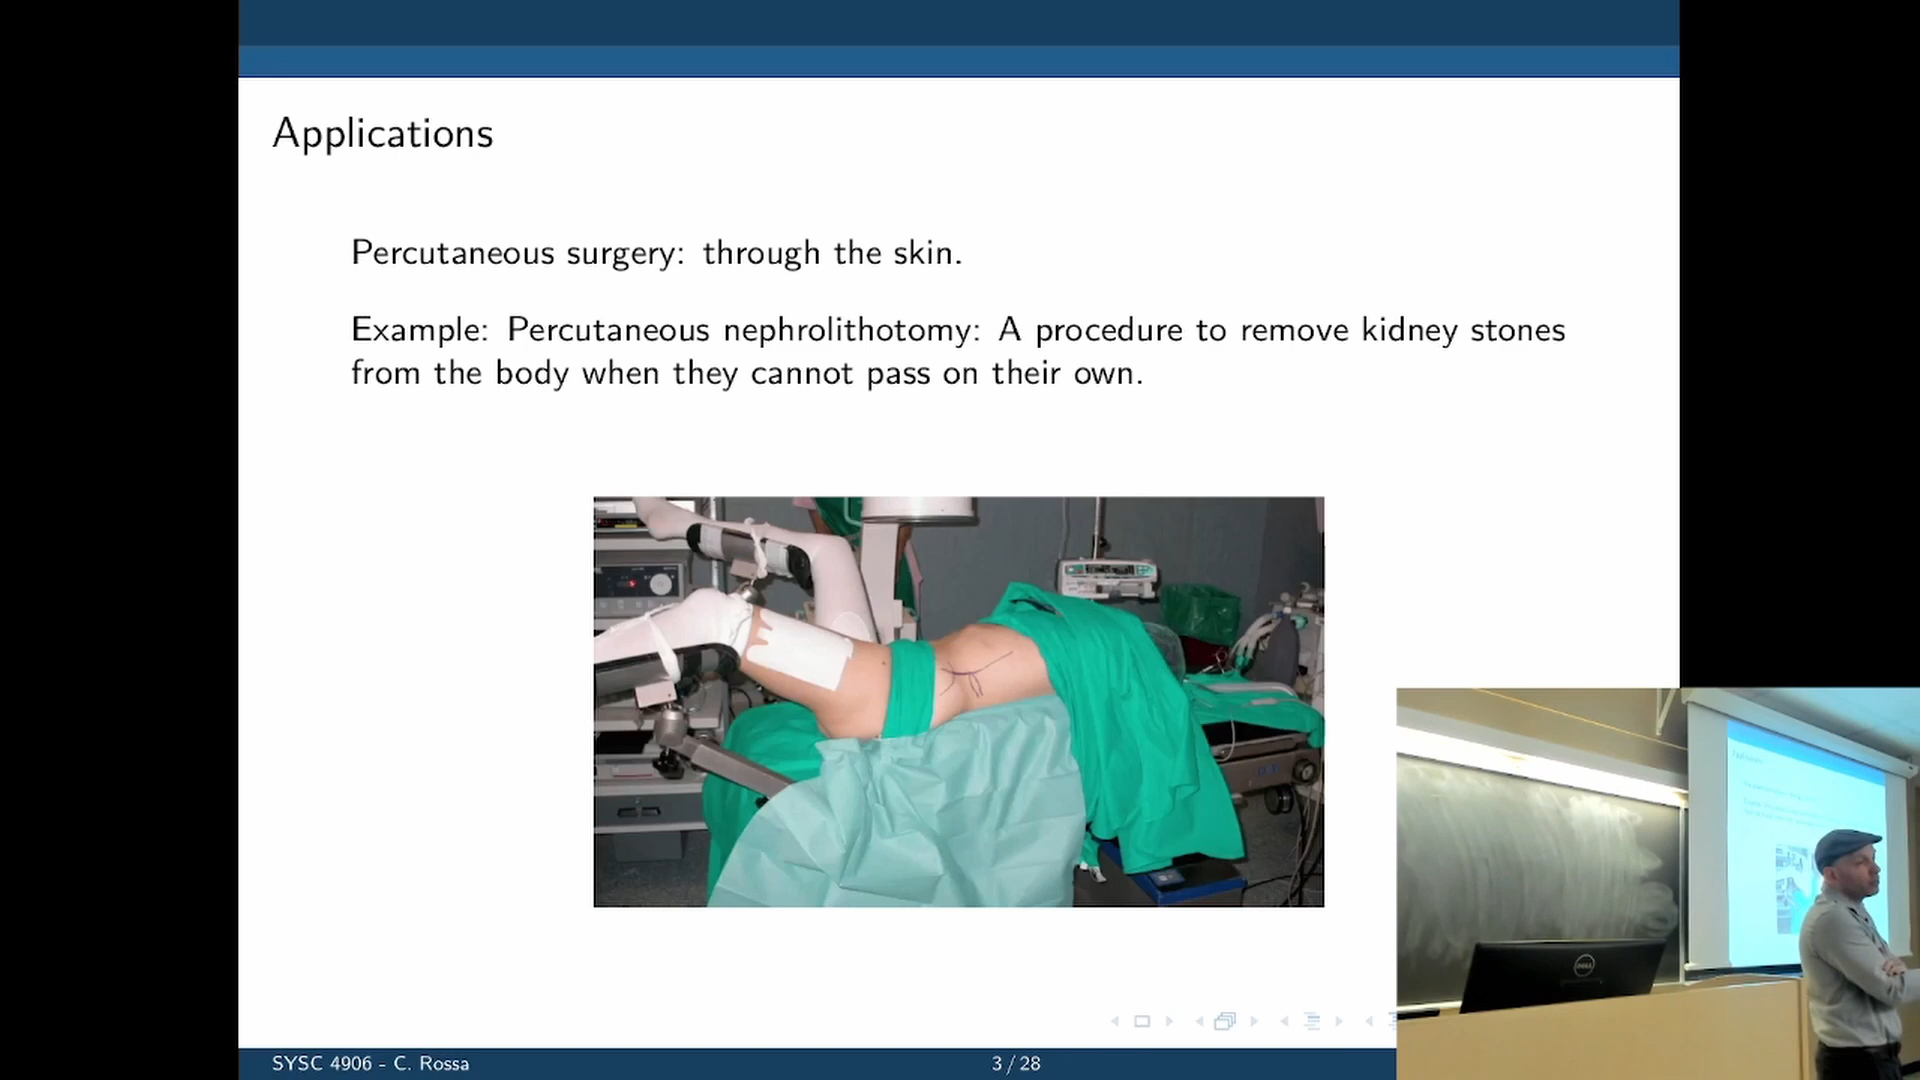 Applications
Percutaneous surgery: through the skin.
Example: Percutaneous nephrolithotomy: A procedure to remove kidney stones
from the body when they cannot pass on their own.
DELL
SYSC 4906 - C. Rossa
3 / 28